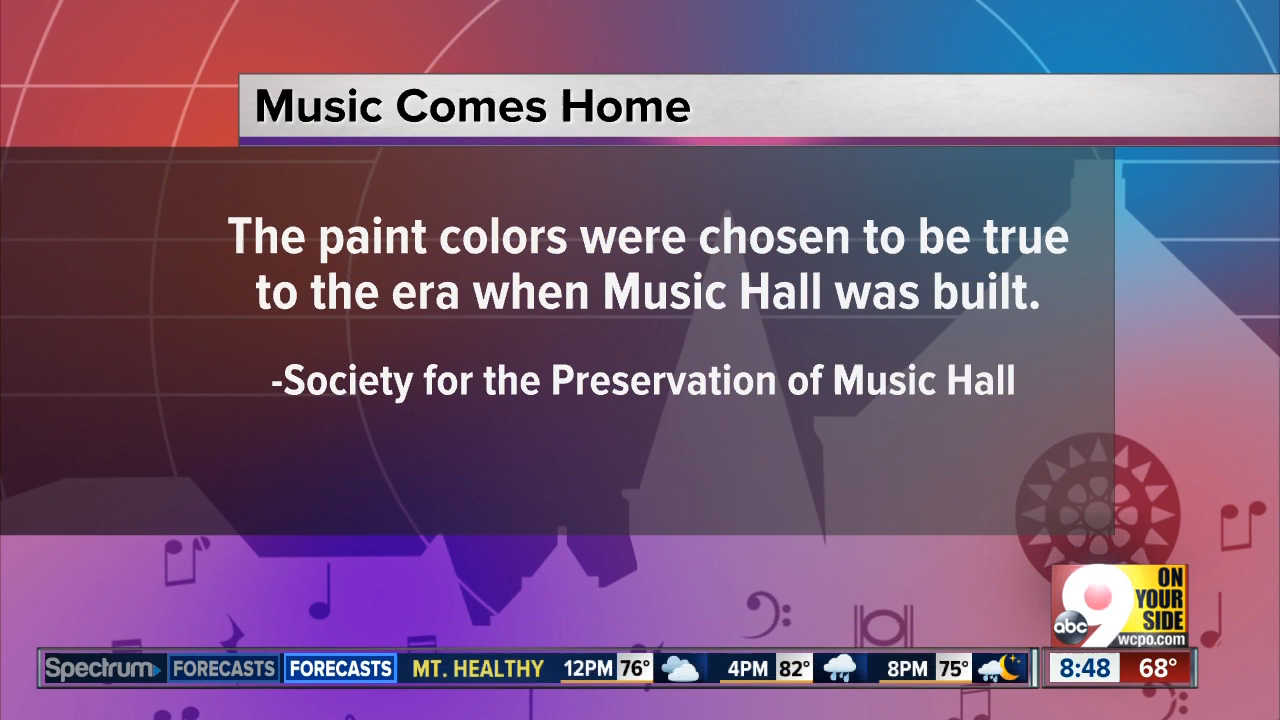 Music Comes Home
The paint colors were chosen to be true
to the era when Music Hall was built.
-Society for the Preservation of Music Hall
9
abc
ON
YOUR
SIDE
wcpo.com
Spectrum FORECASTS FORECASTS MT. HEALTHY 12PM 76° 4PM 82° 8PM 75° 8:48 68°